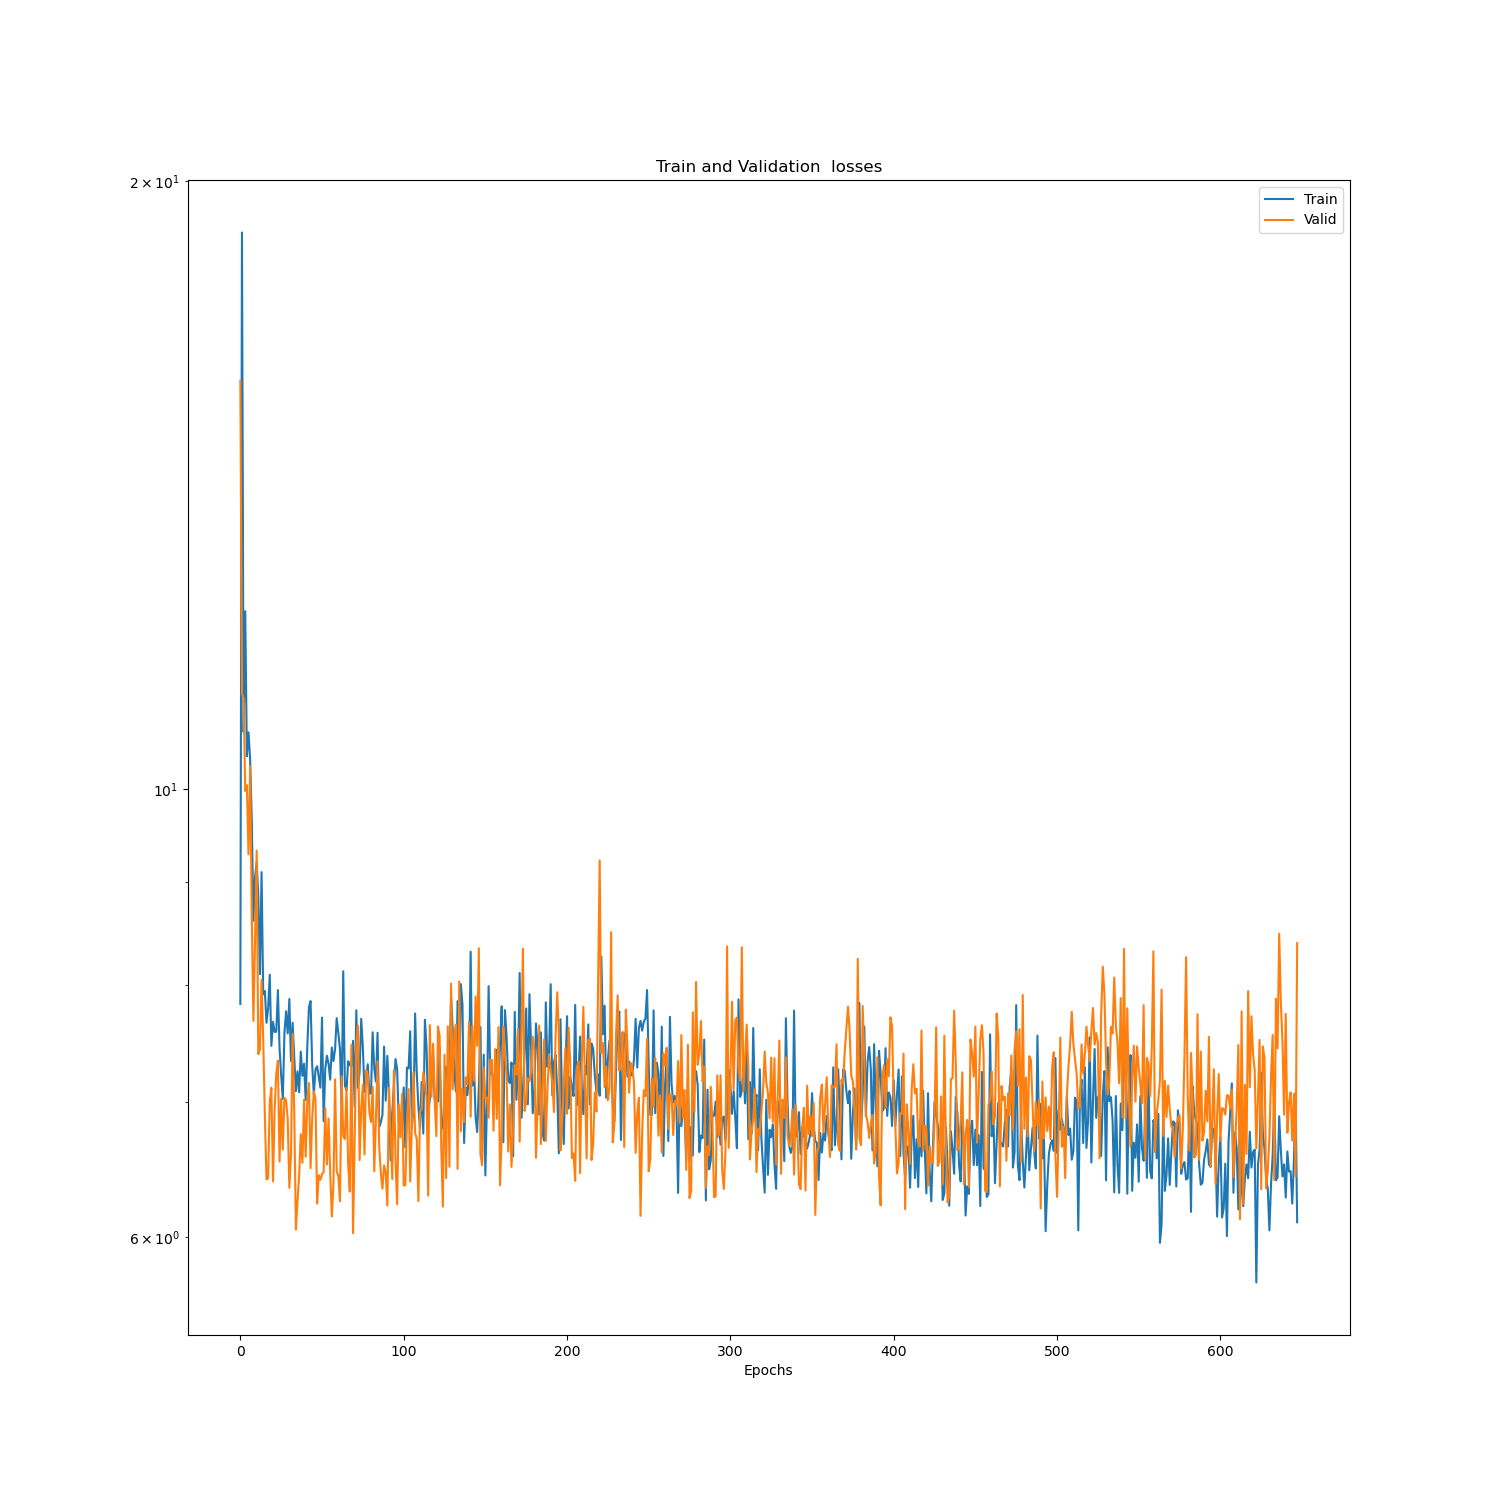 Train and Validation  losses
2 × 10¹
Train
Valid
10¹
6 × 10⁰
0 100 200 300 400 500 600
Epochs